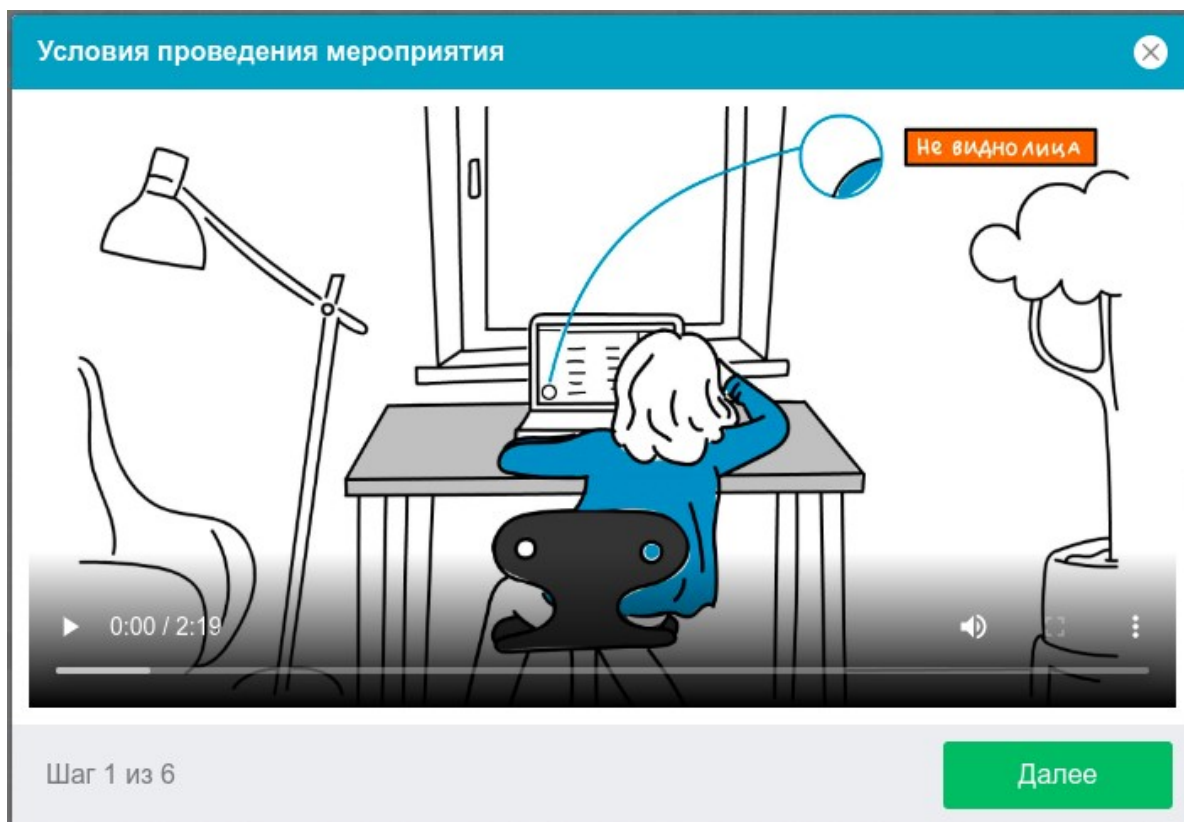 Условия проведения мероприятия
Не видно лица
0:00 / 2:19
Шаг 1 из 6
Далее